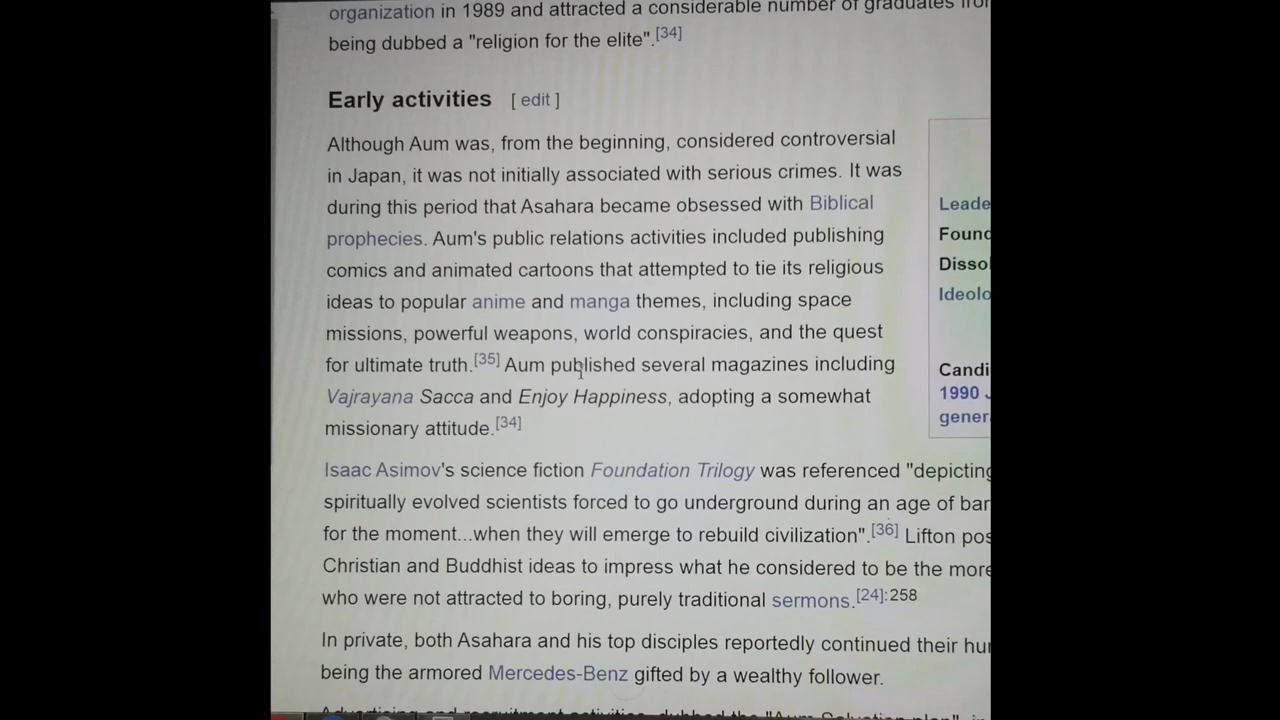 organization in 1989 and attracted a considerable number of graduates
being dubbed a "religion for the elite".[34]
Early activities [ edit ]
Although Aum was, from the beginning, considered controversial
in Japan, it was not initially associated with serious crimes. It was
during this period that Asahara became obsessed with Biblical
prophecies. Aum's public relations activities included publishing
comics and animated cartoons that attempted to tie its religious
ideas to popular anime and manga themes, including space
missions, powerful weapons, world conspiracies, and the quest
for ultimate truth.[35] Aum published several magazines including
Vajrayana Sacca and Enjoy Happiness, adopting a somewhat
missionary attitude.[34]
Leade
Found
Disso
Ideolo
Candi
1990
gener
Isaac Asimov's science fiction Foundation Trilogy was referenced "depicting
spiritually evolved scientists forced to go underground during an age of bar
for the moment...when they will emerge to rebuild civilization".[36] Lifton pos
Christian and Buddhist ideas to impress what he considered to be the more
who were not attracted to boring, purely traditional sermons.[24]:258
In private, both Asahara and his top disciples reportedly continued their hu
being the armored Mercedes-Benz gifted by a wealthy follower.